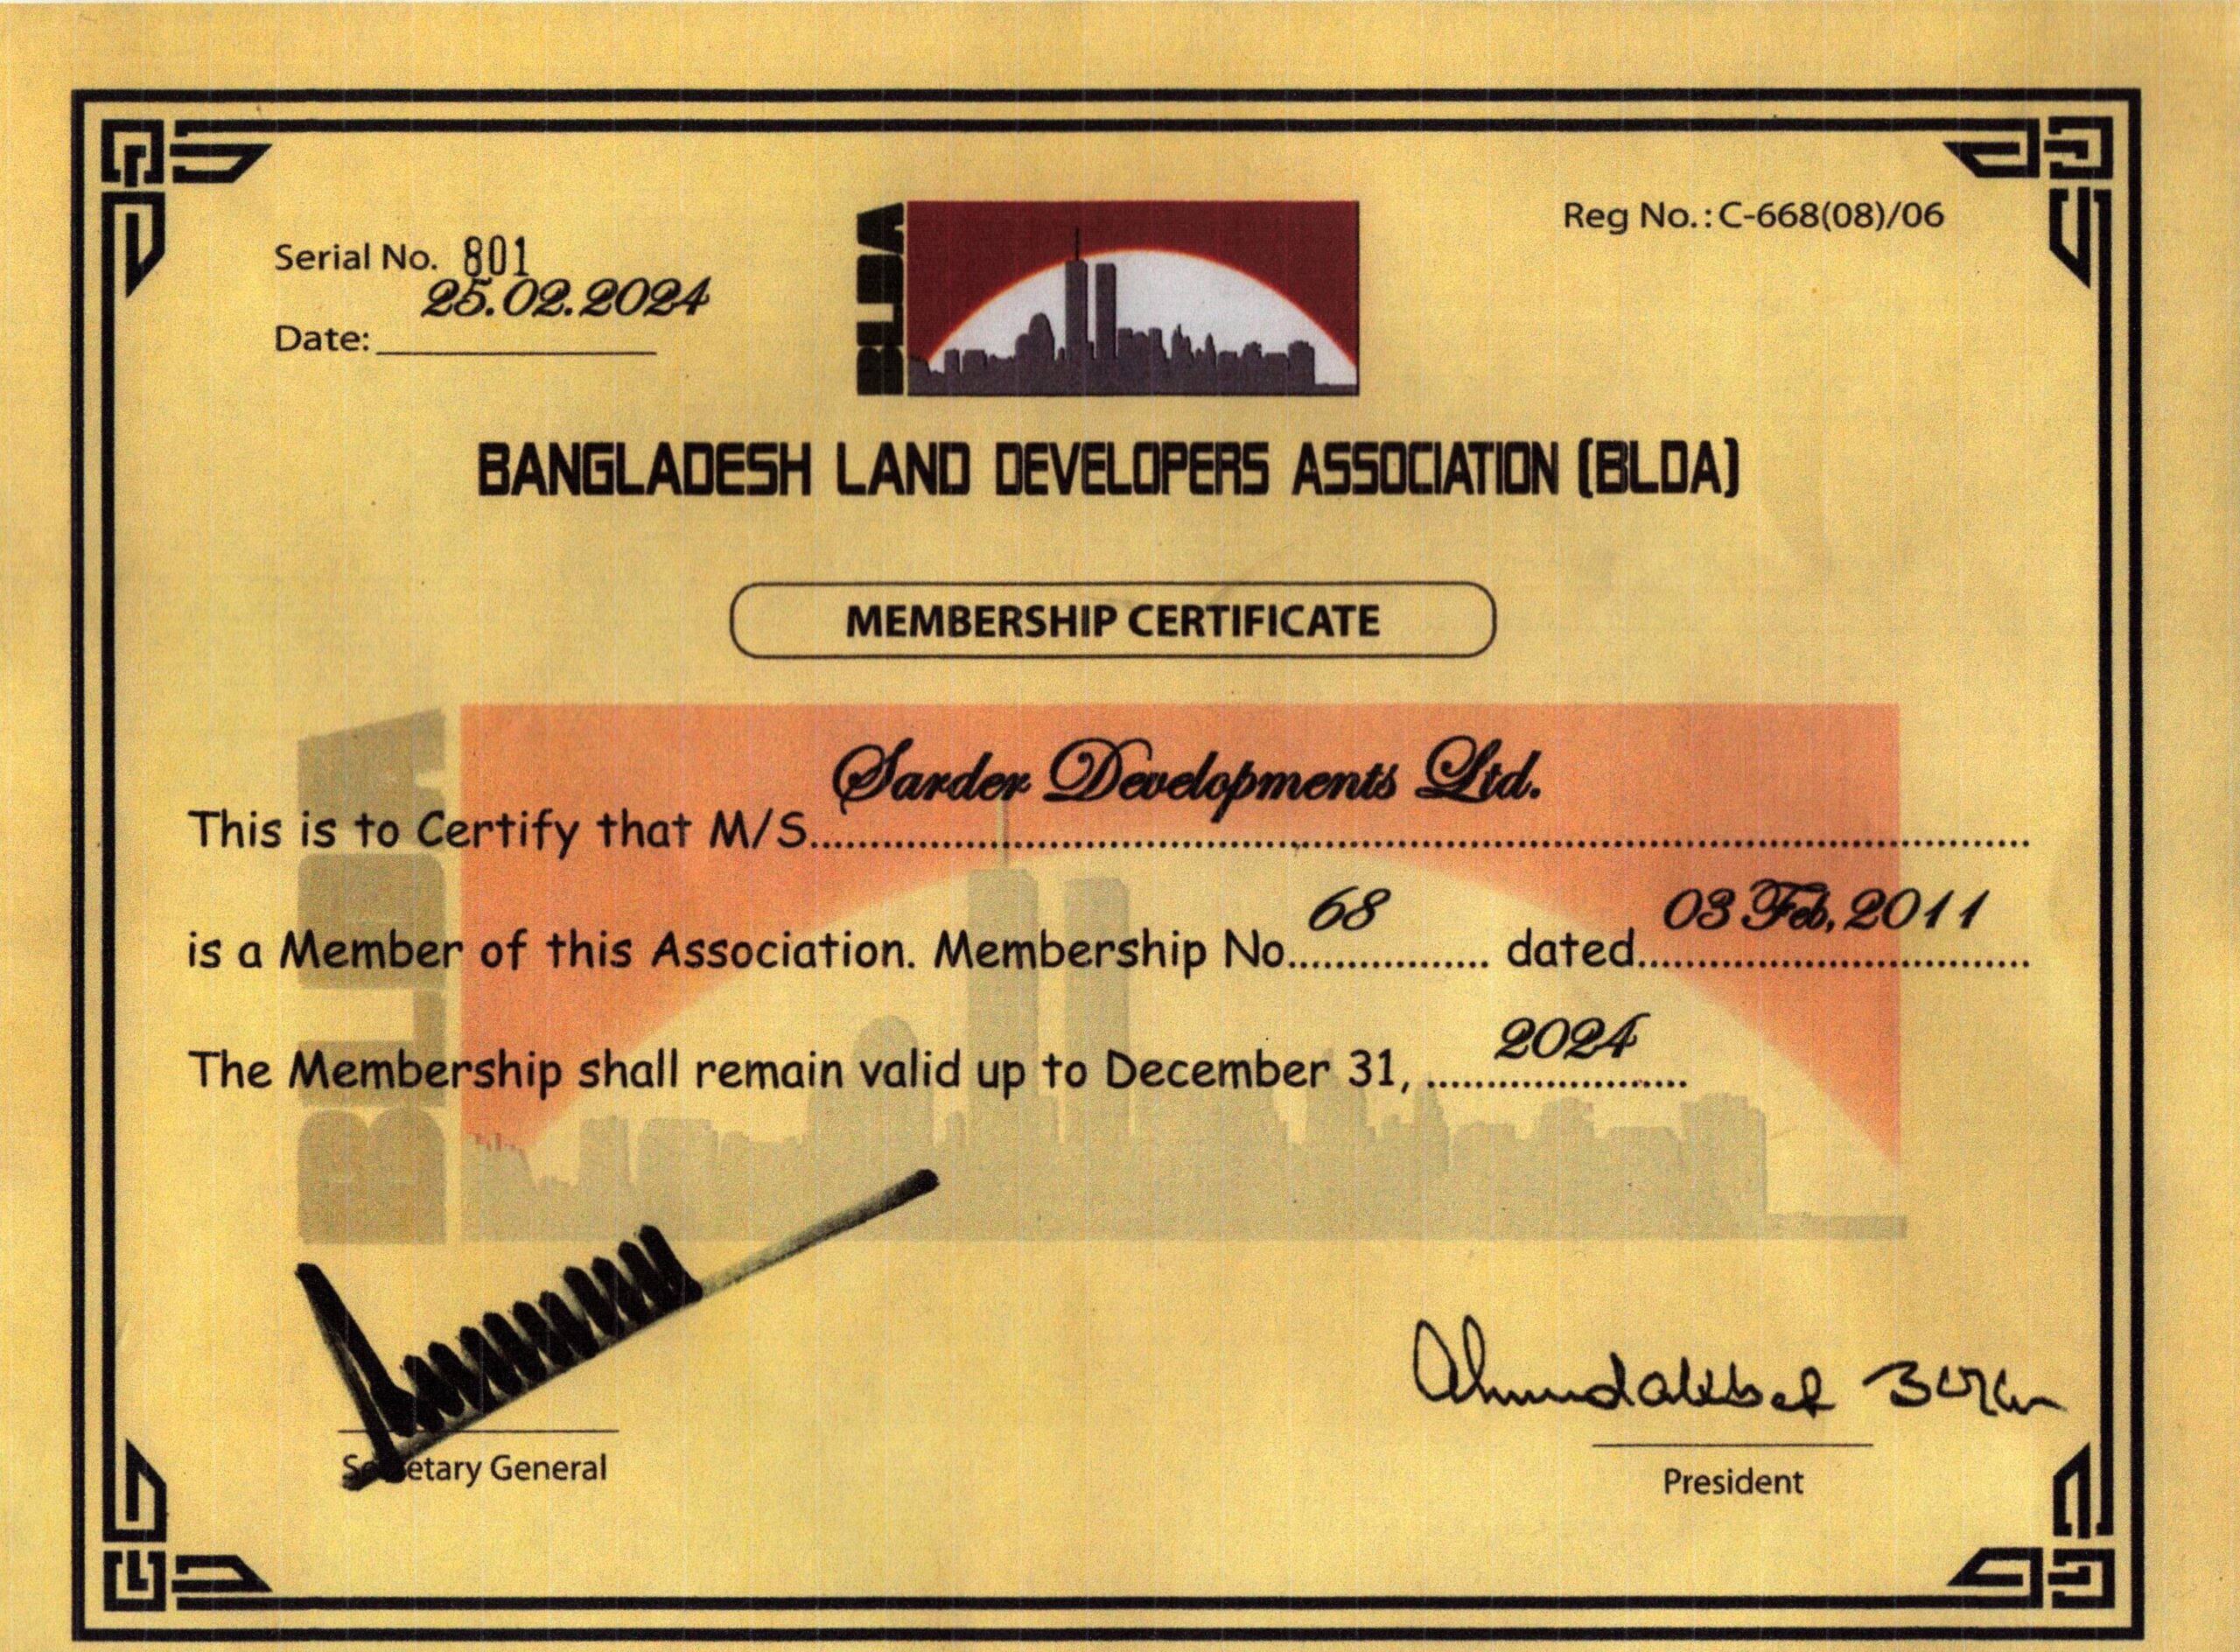 Serial No. 801
25.02.2024
Date:
BLDA
Reg No.: C-668(08)/06
BANGLADESH LAND DEVELOPERS ASSOCIATION (BLDA)
MEMBERSHIP CERTIFICATE
Sarder Developments Ltd.
This is to Certify that M/S
68 03 Feb, 2011
is a Member of this Association. Membership No. dated
2024
The Membership shall remain valid up to December 31,
Secretary General
President